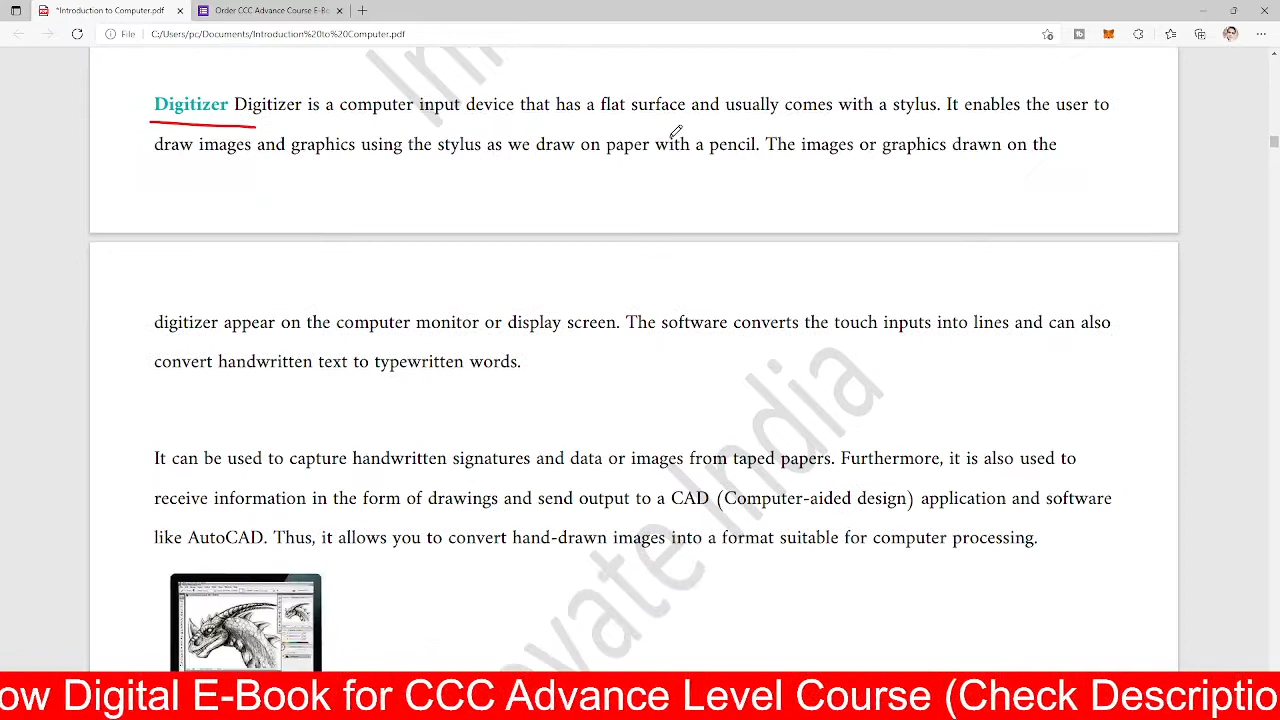 *Introduction to Computer.pdf
Order CCC Advance Course E-B
File
C:/Users/pc/Documents/Introduction%20to%20Computer.pdf
Digitizer Digitizer is a computer input device that has a flat surface and usually comes with a stylus. It enables the user to
draw images and graphics using the stylus as we draw on paper with a pencil. The images or graphics drawn on the
digitizer appear on the computer monitor or display screen. The software converts the touch inputs into lines and can also
convert handwritten text to typewritten words.
It can be used to capture handwritten signatures and data or images from taped papers. Furthermore, it is also used to
receive information in the form of drawings and send output to a CAD (Computer-aided design) application and software
like AutoCAD. Thus, it allows you to convert hand-drawn images into a format suitable for computer processing.
India
ow Digital E-Book for CCC Advance Level Course (Check Descriptio